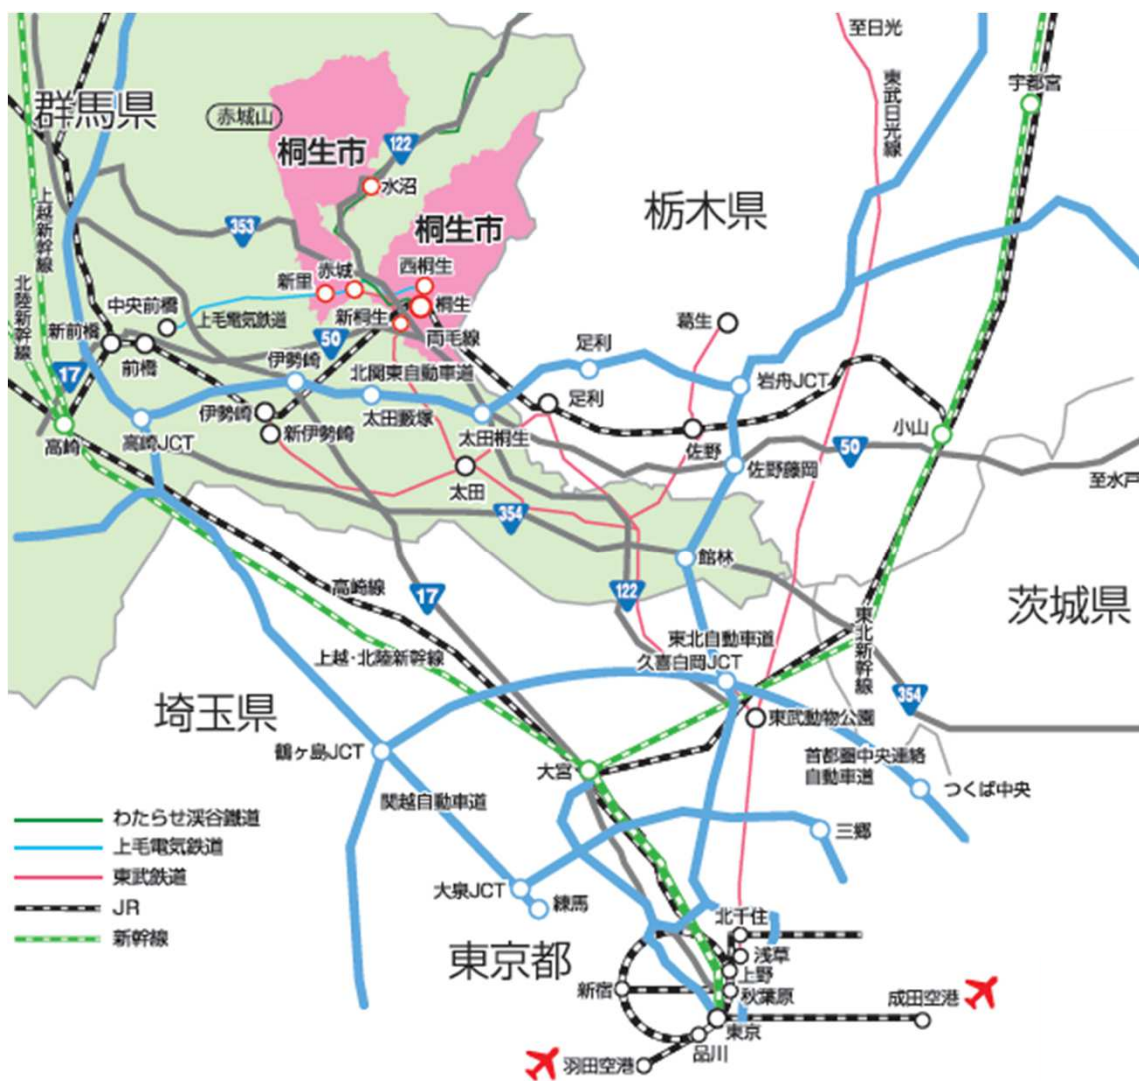 至日光
宇都宮
群馬県
赤城山
東武日光線
122
桐生市
水沼
栃木県
上越新幹線
353
桐生市
北陸新幹線
赤城
西桐生
新里
中央前橋
桐生
上毛電気鉄道
新桐生
新前橋
50
両毛線
葛生
前橋
足利
伊勢崎
17
北関東自動車道
岩舟JCT
伊勢崎
太田藪塚
足利
高崎
高崎JCT
新伊勢崎
太田桐生
小山
佐野
50
佐野藤岡
至水戸
太田
354
館林
高崎線
17
122
茨城県
東北自動車道
東北新幹線
久喜白岡JCT
上越・北陸新幹線
354
埼玉県
東武動物公園
鶴ヶ島JCT
首都圏中央連絡
自動車道
大宮
つくば中央
関越自動車道
わたらせ渓谷鐵道
上毛電気鉄道
三郷
東武鉄道
大泉JCT
練馬
JR
北千住
新幹線
東京都
浅草
上野
新宿
秋葉原
成田空港
東京
品川
羽田空港